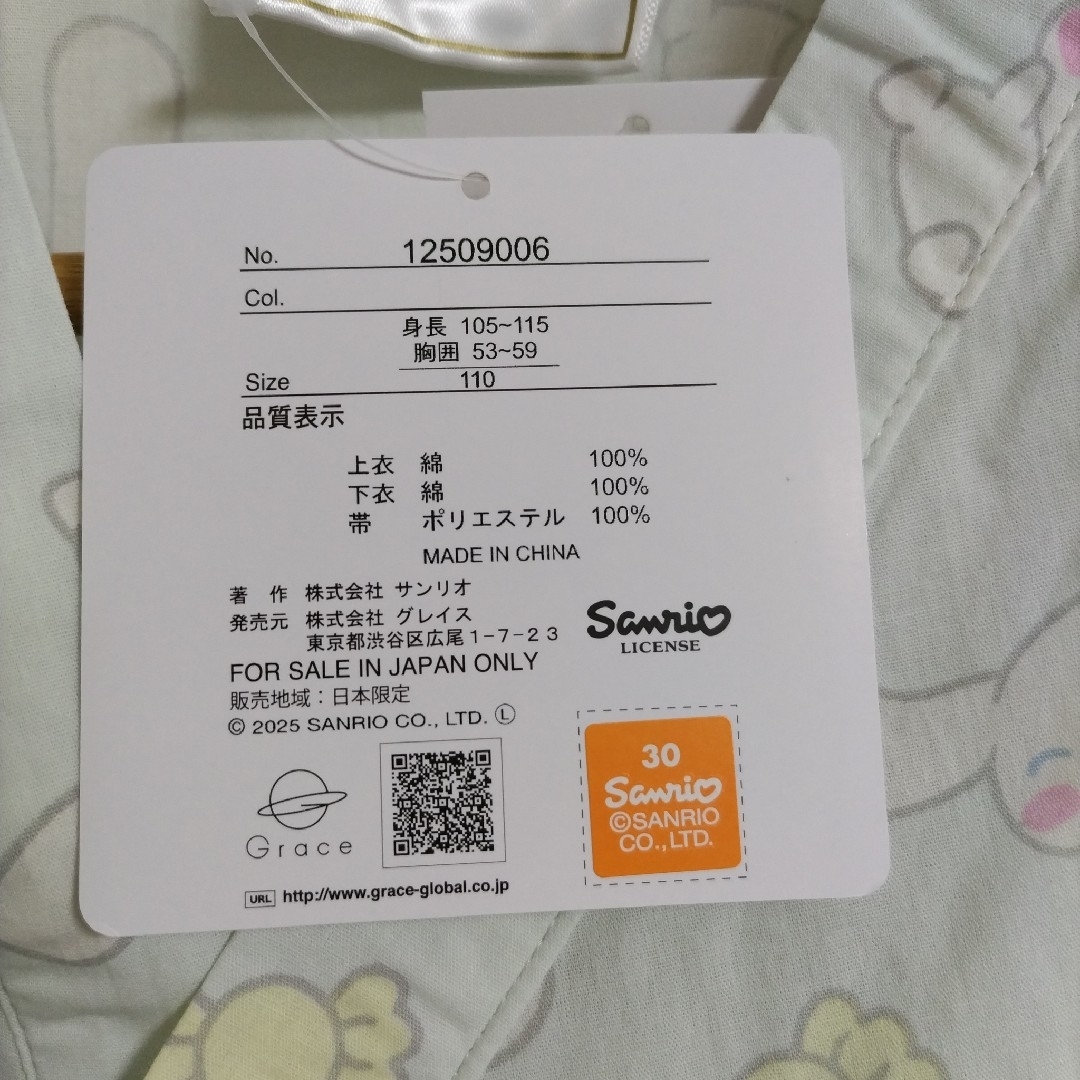 No. 12509006
Col.
身長 105~115
胸囲 53~59
Size 110
品質表示
上衣 綿 100%
下衣 綿 100%
帯 ポリエステル 100%
MADE IN CHINA
著 作 株式会社 サンリオ
発売元 株式会社 グレイス
東京都渋谷区広尾1-7-23
Sanrio
LICENSE
FOR SALE IN JAPAN ONLY
販売地域：日本限定
© 2025 SANRIO CO., LTD. Ⓛ
Grace
30
Sanrio
©SANRIO
CO.,LTD.
URL http://www.grace-global.co.jp